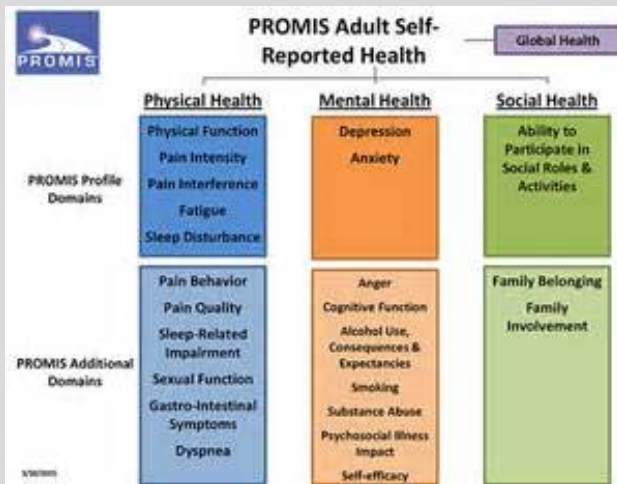 PROMIS Adult Self-
Reported Health
Global Health
PROMIS
Physical Health
Mental Health
Social Health
PROMIS Profile
Domains
Physical Function
Pain Intensity
Pain Interference
Fatigue
Sleep Disturbance
Depression
Anxiety
Ability to
Participate in
Social Roles &
Activities
PROMIS Additional
Domains
Pain Behavior
Pain Quality
Sleep-Related
Impairment
Sexual Function
Gastro-Intestinal
Symptoms
Dyspnea
Anger
Cognitive Function
Alcohol Use,
Consequences &
Expectancies
Smoking
Substance Abuse
Psychosocial Illness
Impact
Self-efficacy
Family Belonging
Family
Involvement